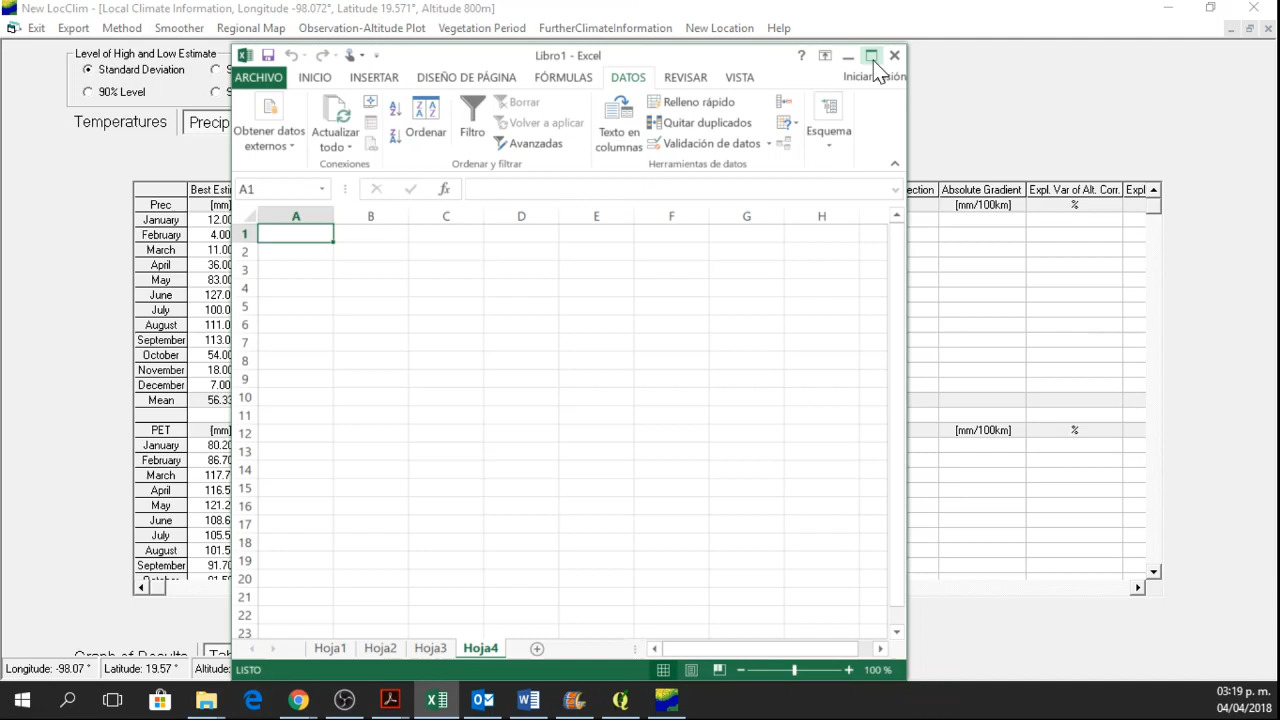 New LocClim - [Local Climate Information, Longitude -98.072°, Latitude 19.571°, Altitude 800m]
Exit Export Method Smoother Regional Map Observation-Altitude Plot Vegetation Period FurtherClimateInformation New Location Help
Level of High and Low Estimate
Standard Deviation
90% Level
Temperatures Precip
Libro1 - Excel
ARCHIVO INICIO INSERTAR DISEÑO DE PÁGINA FÓRMULAS DATOS REVISAR VISTA
Obtener datos externos
Actualizar todo
Conexiones
Ordenar
Filtro
Borrar
Volver a aplicar
Avanzadas
Ordenar y filtrar
Texto en columnas
Relleno rápido
Quitar duplicados
Validación de datos
Herramientas de datos
Esquema
A1 fx
A B C D E F G H
1
2
3
4
5
6
7
8
9
10
11
12
13
14
15
16
17
18
19
20
21
22
23
Hoja1 Hoja2 Hoja3 Hoja4
LISTO 100 %
Best Esti
Prec [mm]
January 12.00
February 4.00
March 11.00
April 36.00
May 83.00
June 127.0
July 100.0
August 111.0
September 113.0
October 54.00
November 18.00
December 7.00
Mean 56.33
PET [mm]
January 80.20
February 86.70
March 117.7
April 116.5
May 121.2
June 108.6
July 105.5
August 101.5
September 91.70
ection Absolute Gradient Expl. Var of Alt. Corr. Expl
[mm/100km] %
[mm/100km] %
Graph of Results
Longitude: -98.07 ° Latitude: 19.57 ° Altitude:
03:19 p. m.
04/04/2018